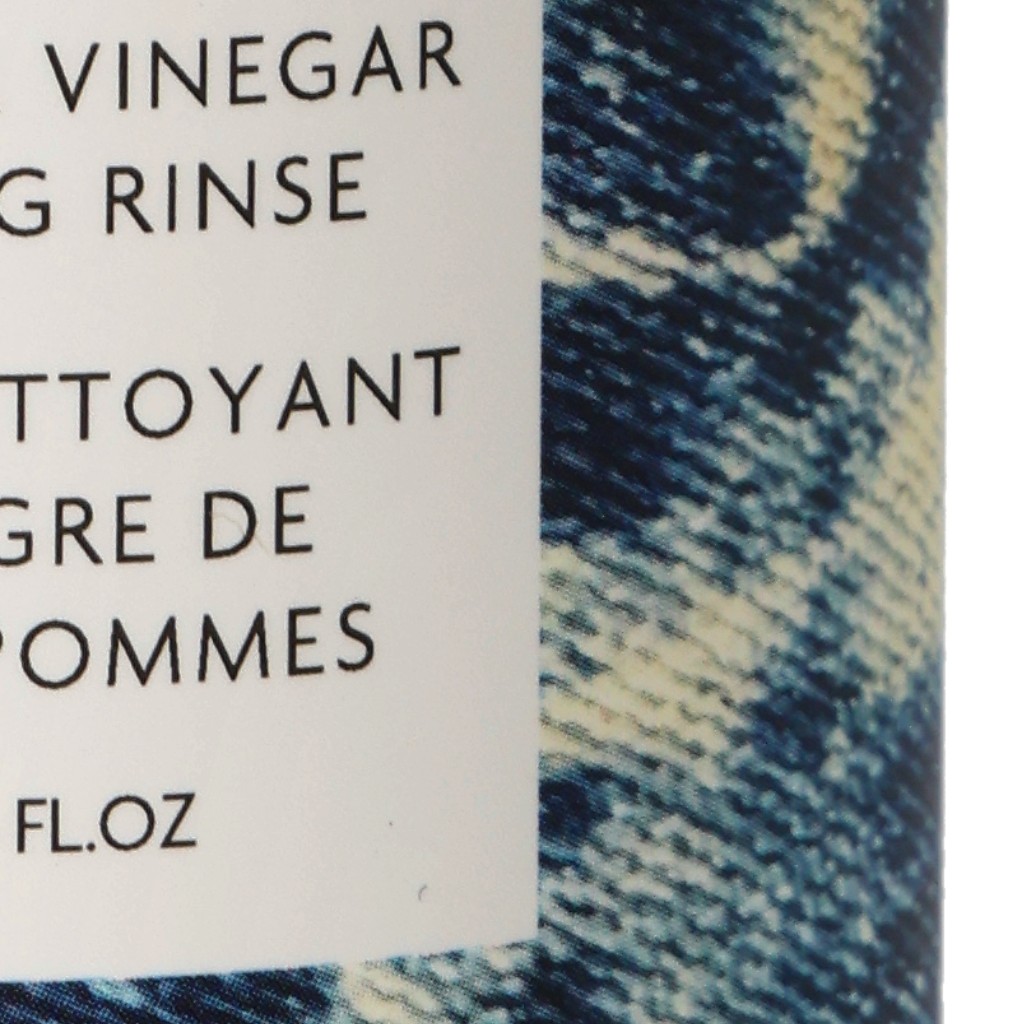 VINEGAR
G RINSE
TTOYANT
GRE DE
POMMES
FL.OZ